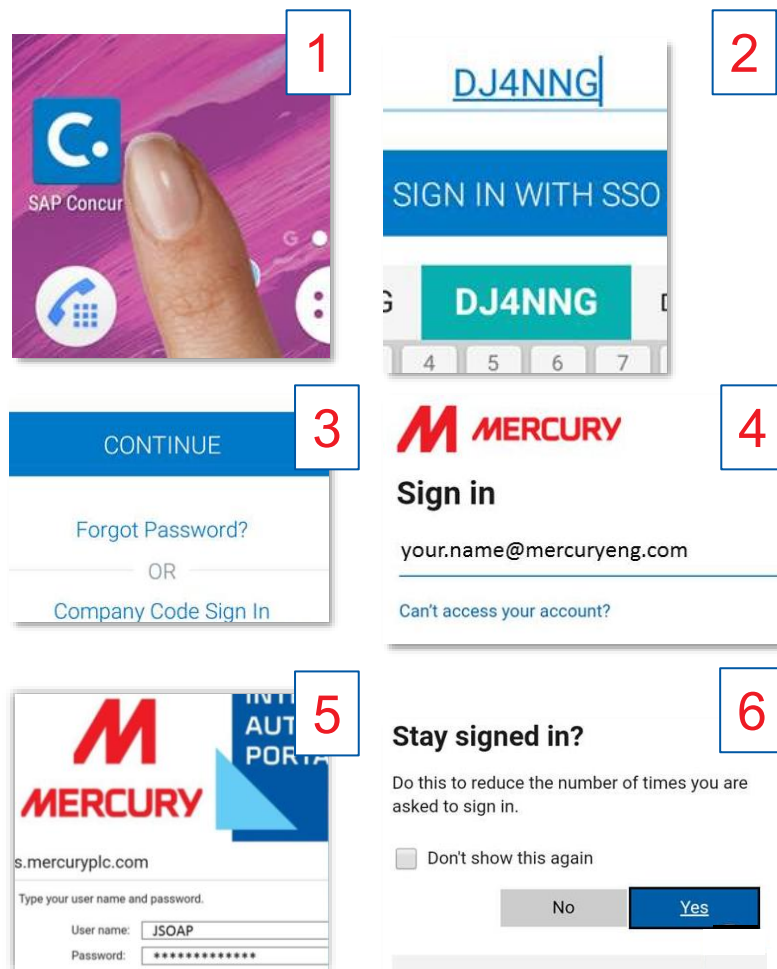 1
C.
SAP Concur
G
2
DJ4NNG
SIGN IN WITH SSO
DJ4NNG
4 5 6 7
3
CONTINUE
Forgot Password?
OR
Company Code Sign In
4
MERCURY
Sign in
your.name@mercuryeng.com
Can't access your account?
5
MERCURY
AUT
s.mercuryplc.com
Type your user name and password.
User name: JSOAP
Password: *************
6
Stay signed in?
Do this to reduce the number of times you are
asked to sign in.
Don't show this again
No Yes